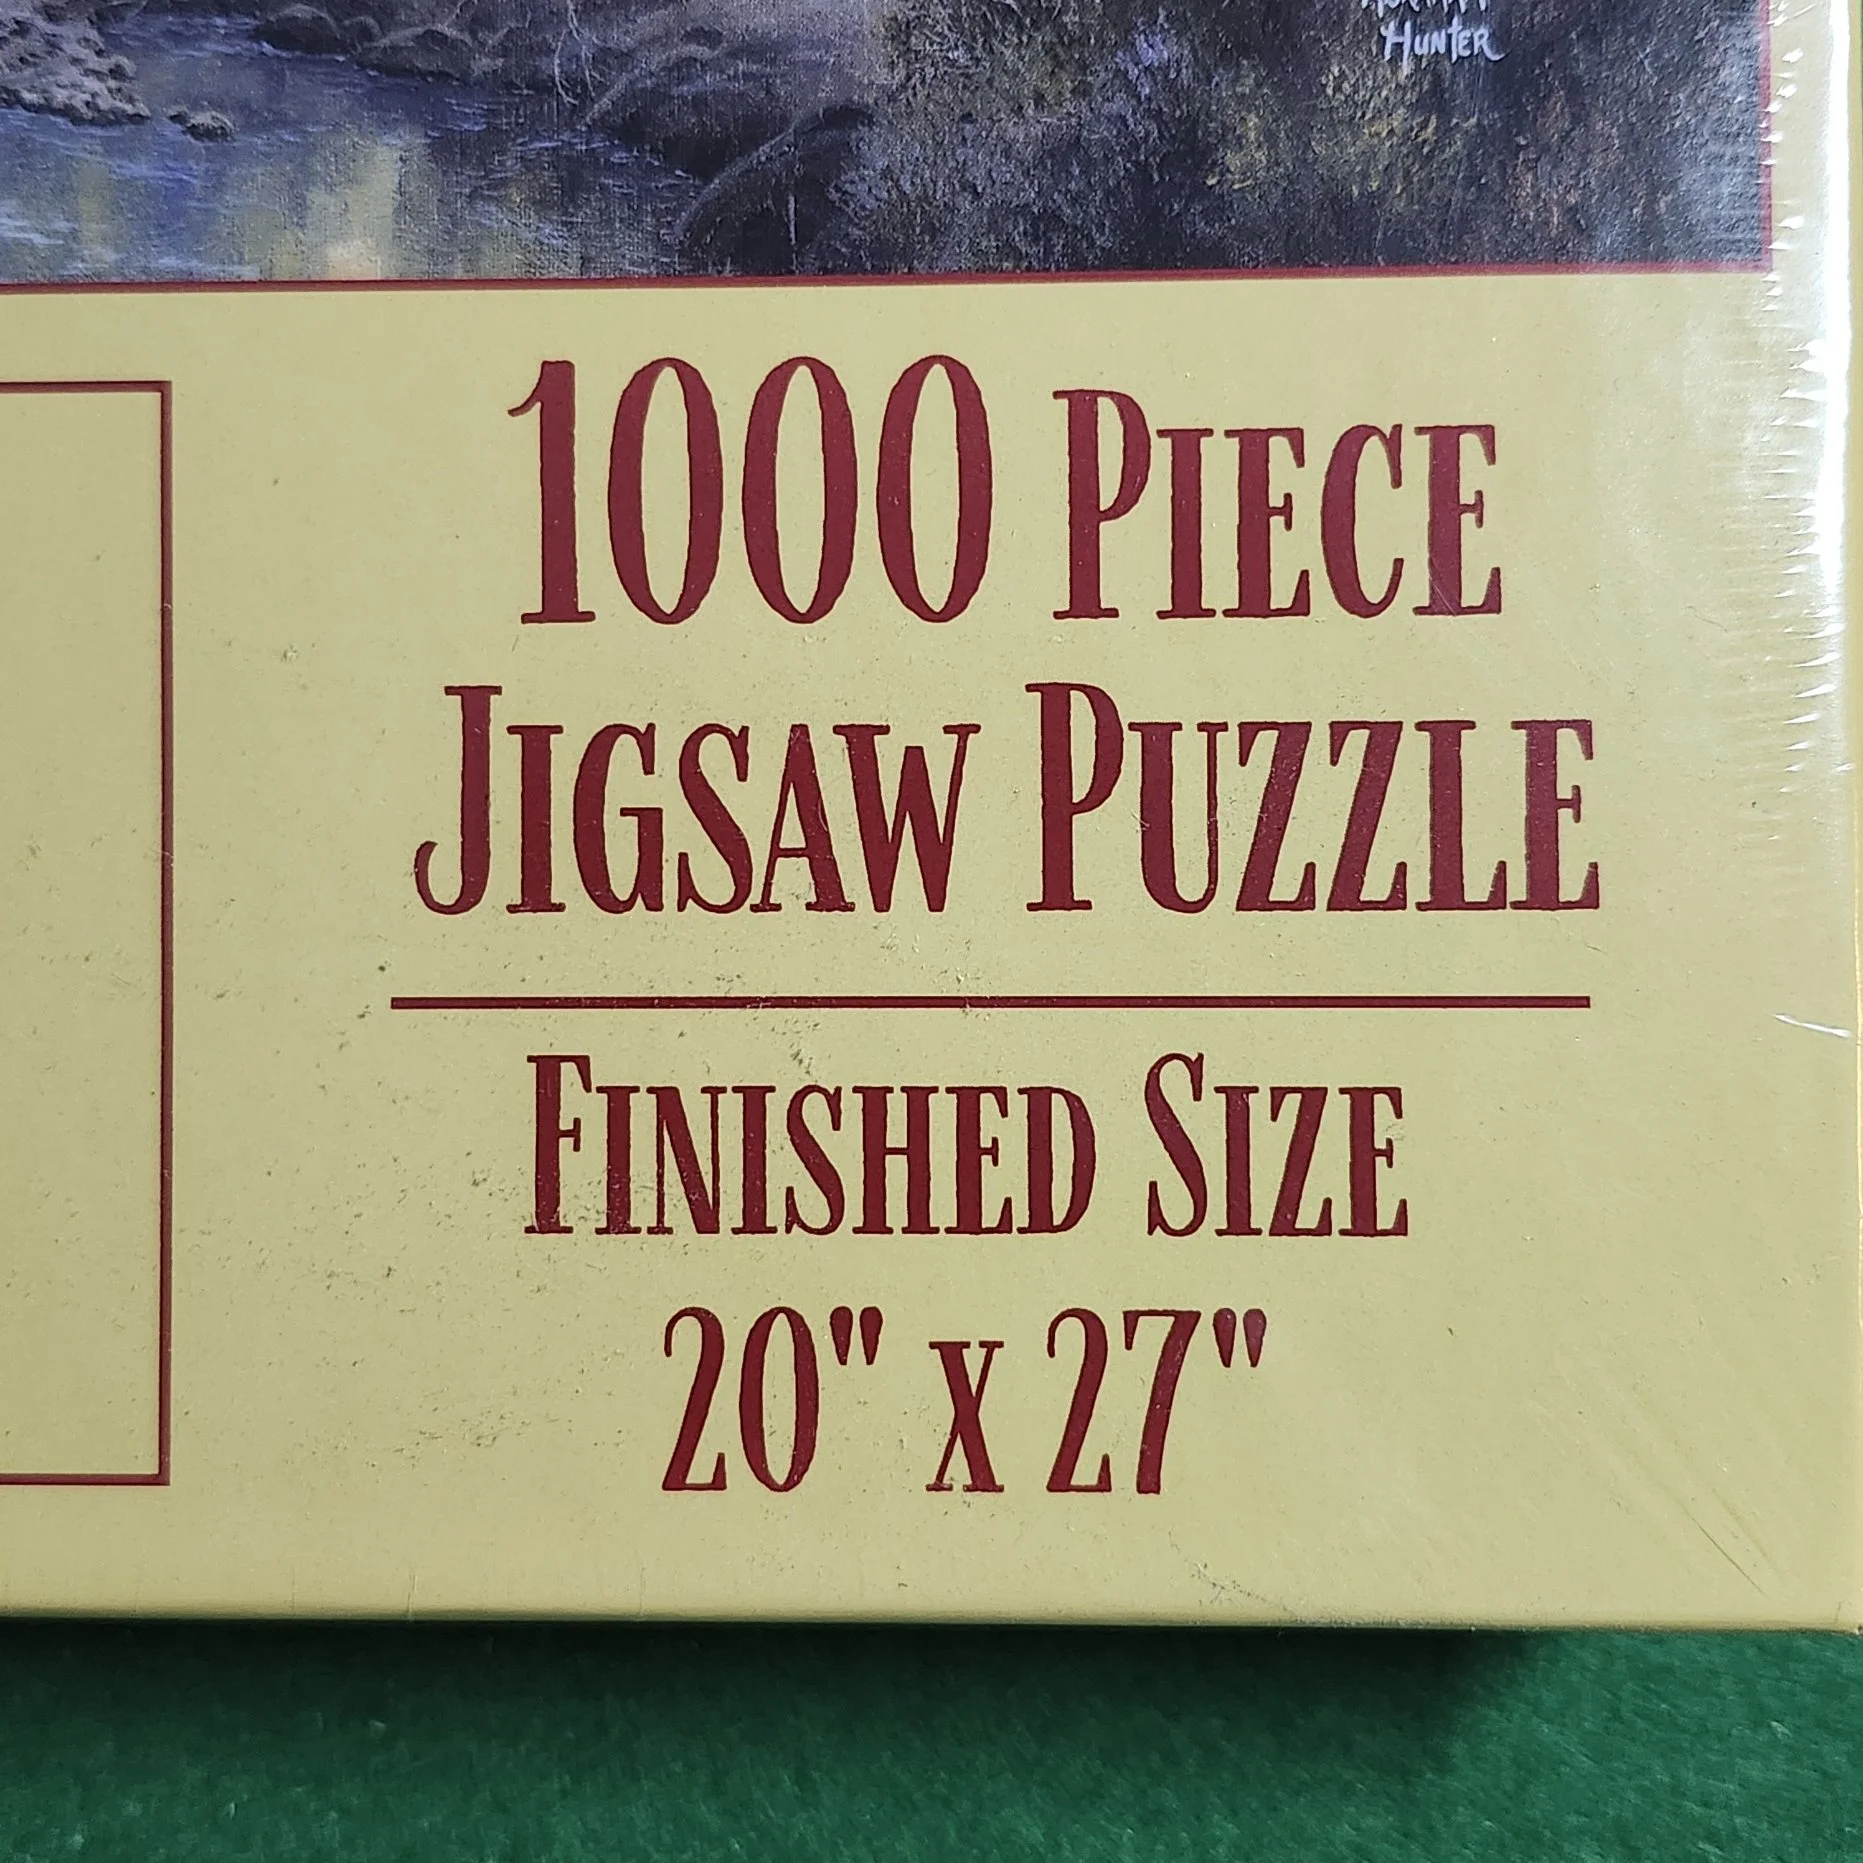 HUNTER
1000 PIECE
JIGSAW PUZZLE
FINISHED SIZE
20" X 27"